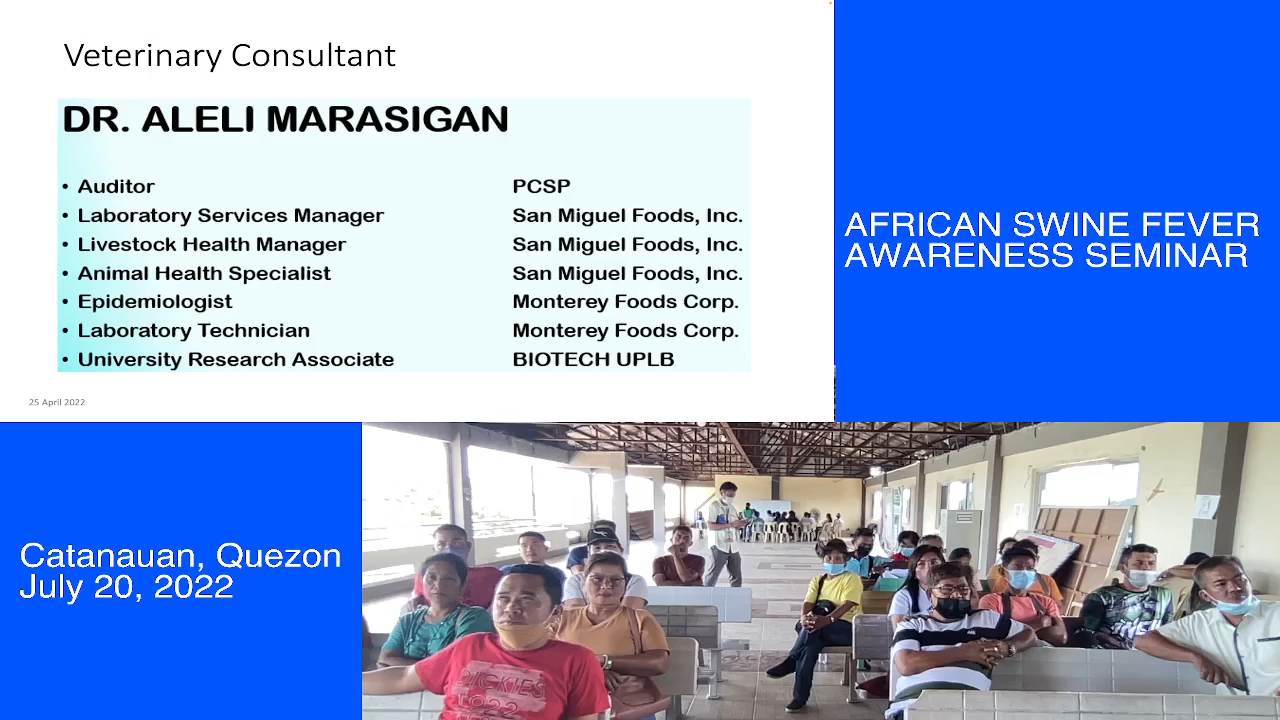 Veterinary Consultant
DR. ALELI MARASIGAN
• Auditor PCSP
• Laboratory Services Manager San Miguel Foods, Inc.
• Livestock Health Manager San Miguel Foods, Inc.
• Animal Health Specialist San Miguel Foods, Inc.
• Epidemiologist Monterey Foods Corp.
• Laboratory Technician Monterey Foods Corp.
• University Research Associate BIOTECH UPLB
25 April 2022
AFRICAN SWINE FEVER
AWARENESS SEMINAR
Catanauan, Quezon
July 20, 2022